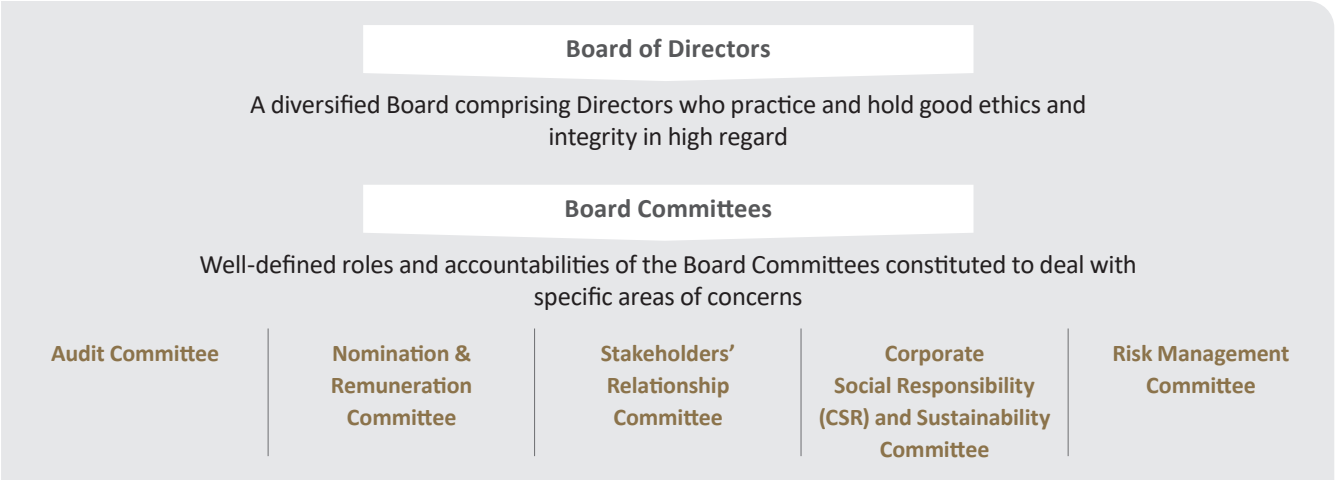 Board of Directors
A diversified Board comprising Directors who practice and hold good ethics and
integrity in high regard
Board Committees
Well-defined roles and accountabilities of the Board Committees constituted to deal with
specific areas of concerns
Audit Committee
Nomination &
Remuneration
Committee
Stakeholders’
Relationship
Committee
Corporate
Social Responsibility
(CSR) and Sustainability
Committee
Risk Management
Committee